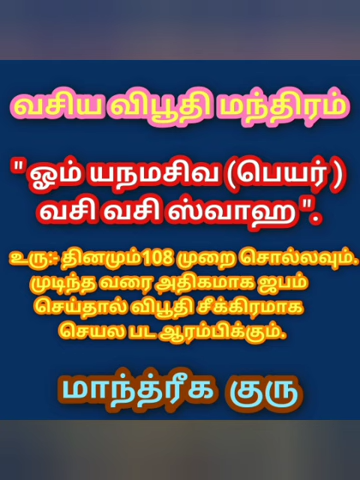 வசிய விபூதி மந்திரம்
" ஓம் யநமசிவ (பெயர் )
வசி வசி ஸ்வாஹ ".
உரு:- தினமும்108 முறை சொல்லவும்.
முடிந்த வரை அதிகமாக ஜபம்
செய்தால் விபூதி சீக்கிரமாக
செயல பட ஆரம்பிக்கும்.
மாந்த்ரீக குரு